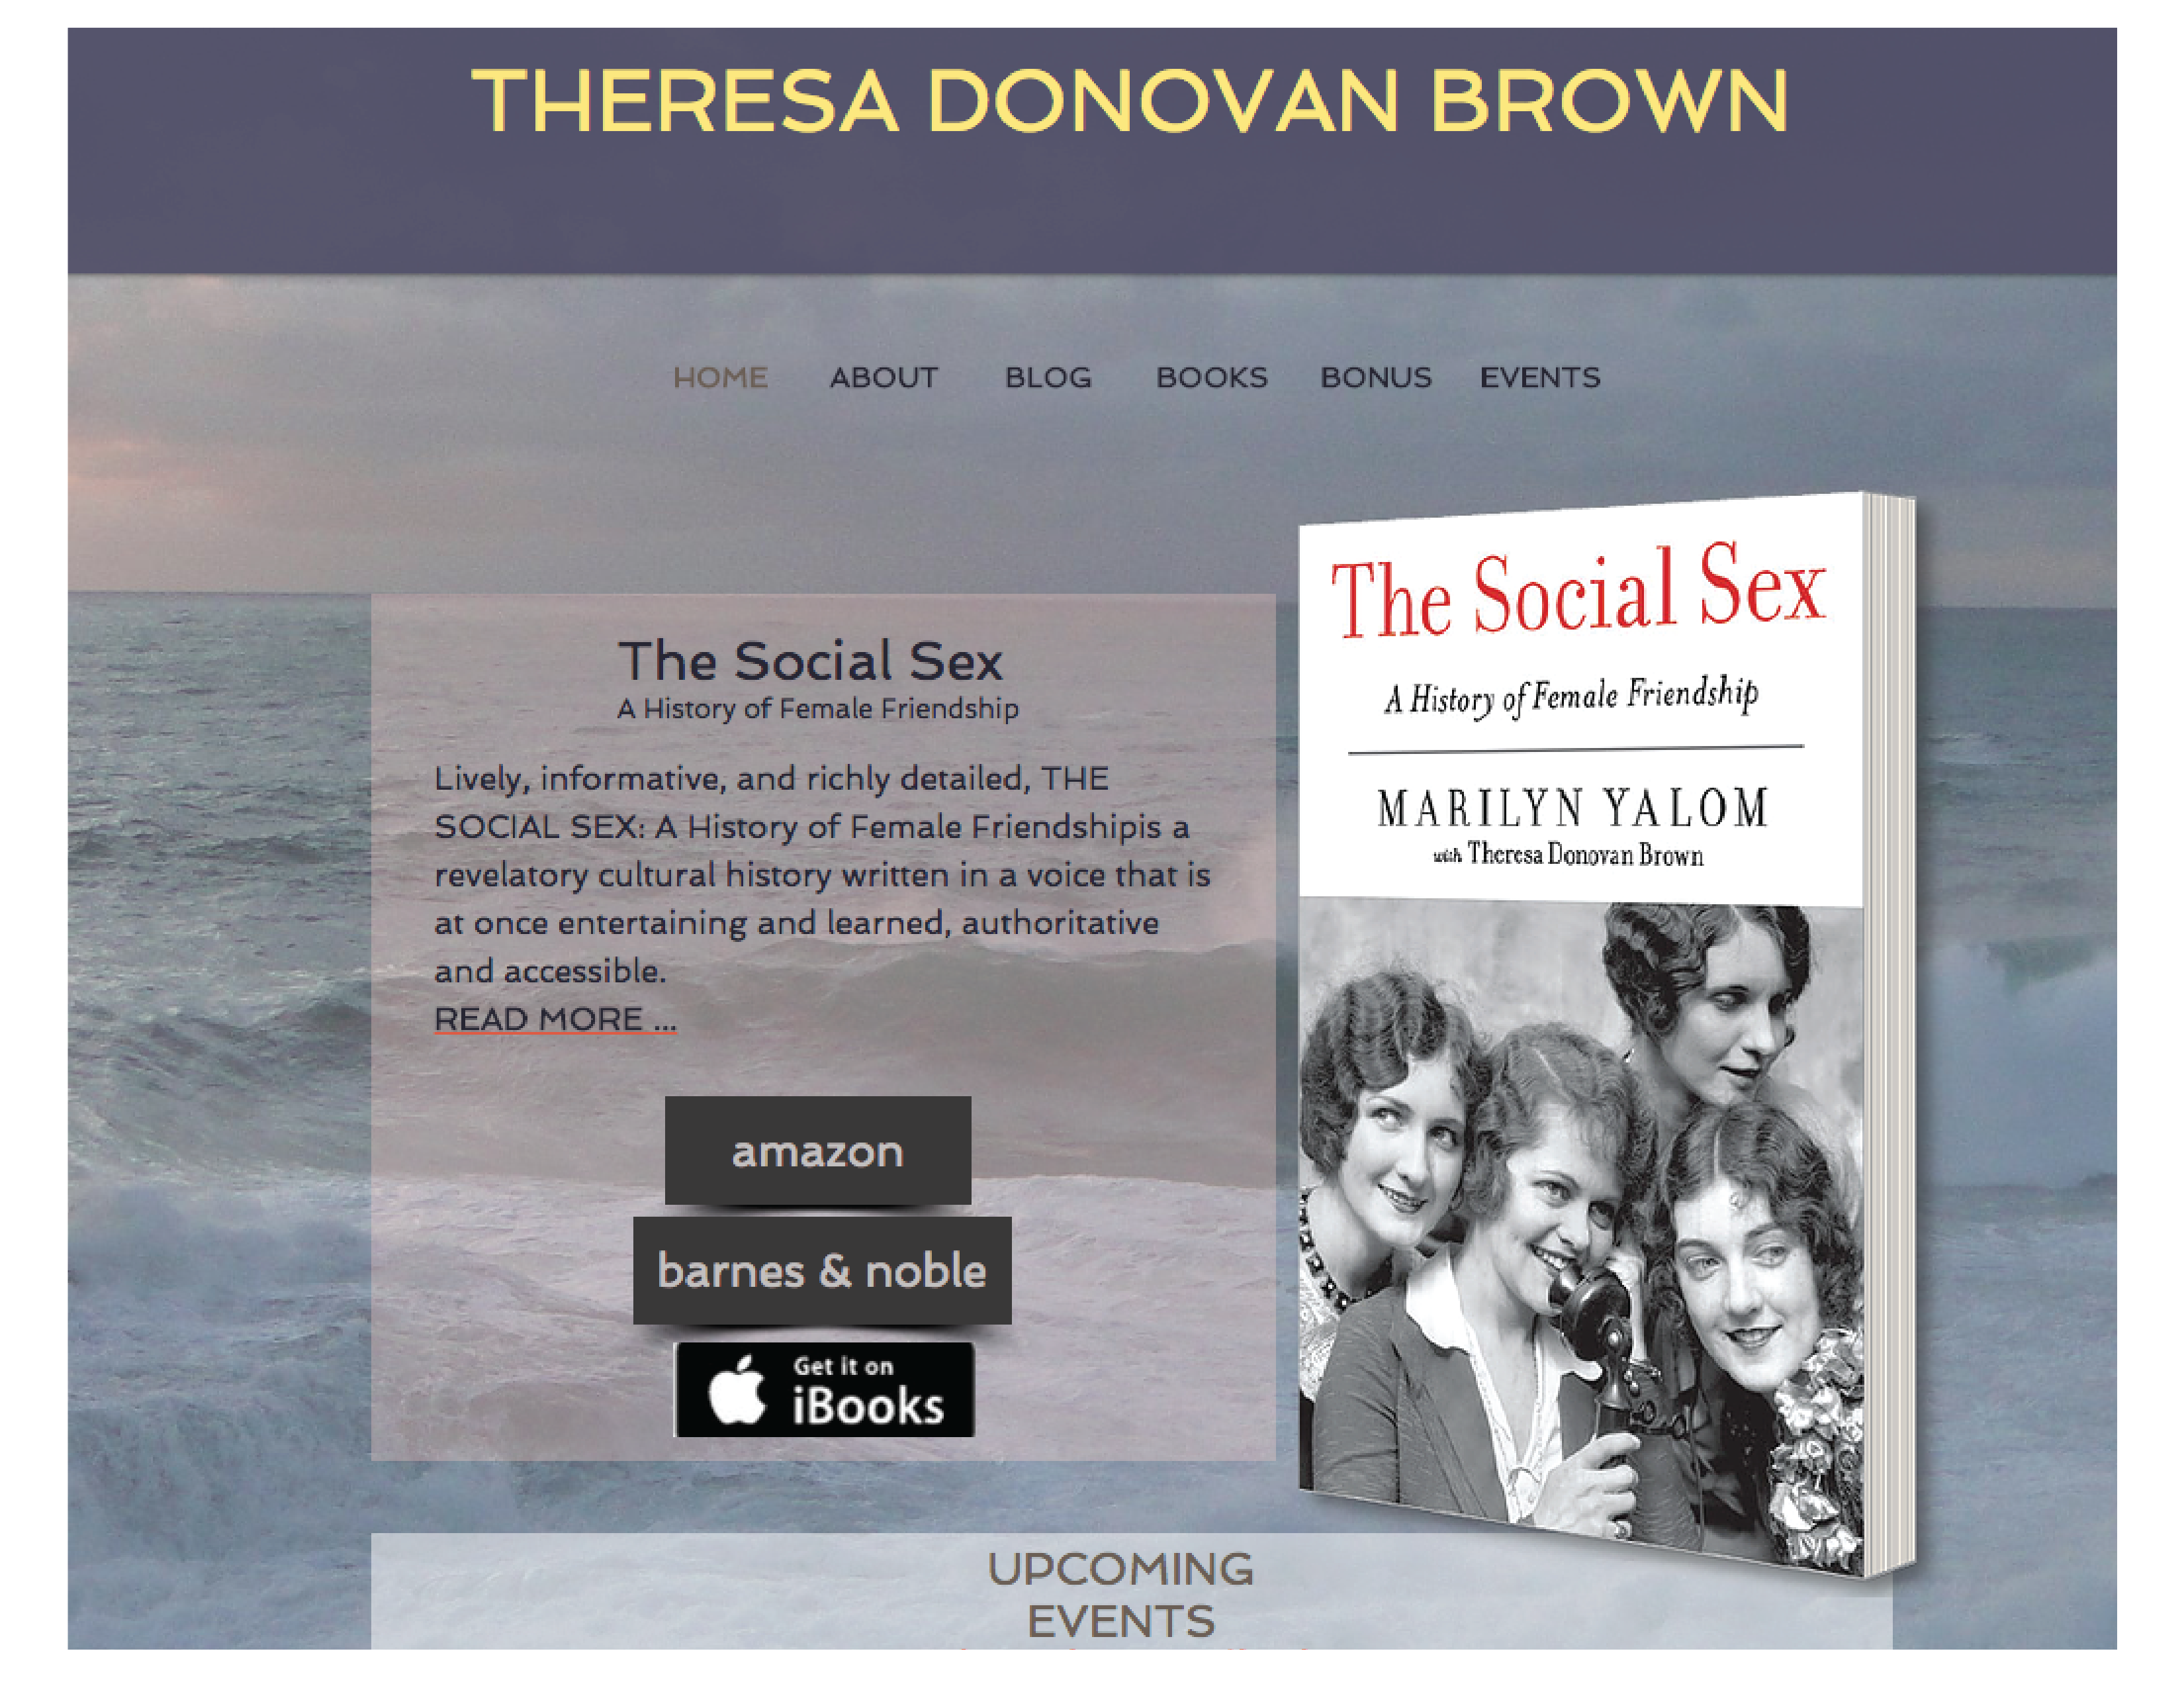 THERESA DONOVAN BROWN
HOME ABOUT BLOG BOOKS BONUS EVENTS
The Social Sex
A History of Female Friendship
Lively, informative, and richly detailed, THE
SOCIAL SEX: A History of Female Friendshipis a
revelatory cultural history written in a voice that is
at once entertaining and learned, authoritative
and accessible.
READ MORE ...
amazon
barnes & noble
Get it on
iBooks
The Social Sex
A History of Female Friendship
MARILYN YALOM
with Theresa Donovan Brown
UPCOMING
EVENTS